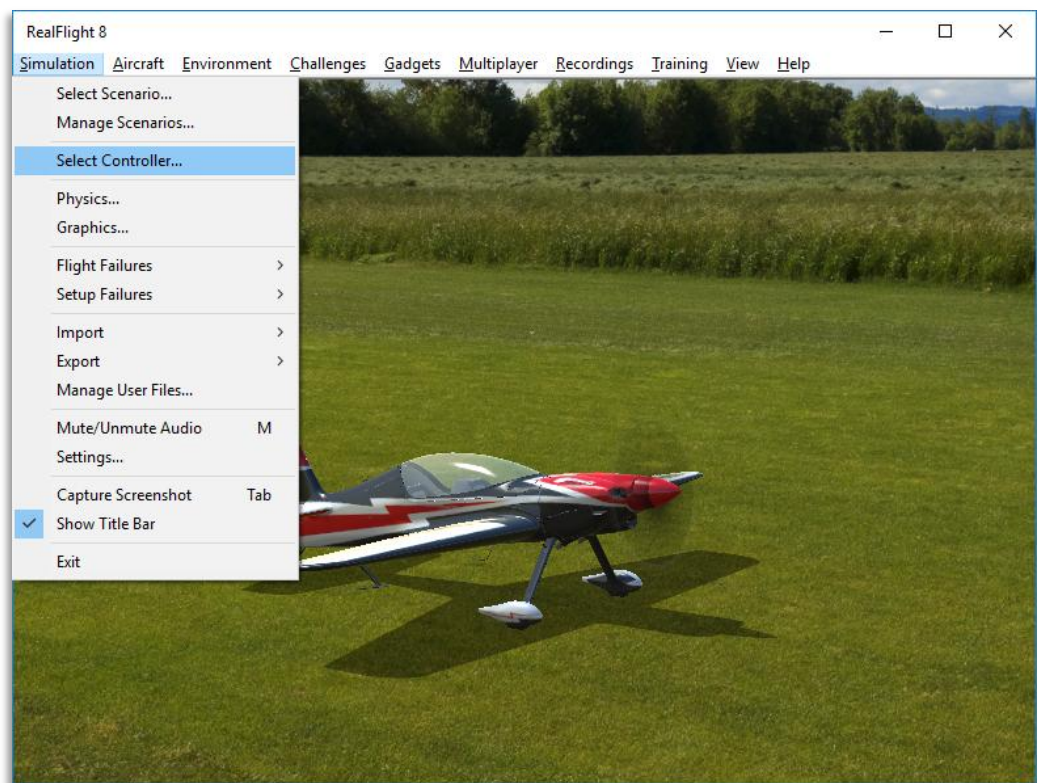 RealFlight 8
Simulation Aircraft Environment Challenges Gadgets Multiplayer Recordings Training View Help
Select Scenario...
Manage Scenarios...
Select Controller...
Physics...
Graphics...
Flight Failures
Setup Failures
Import
Export
Manage User Files...
Mute/Unmute Audio M
Settings...
Capture Screenshot Tab
Show Title Bar
Exit